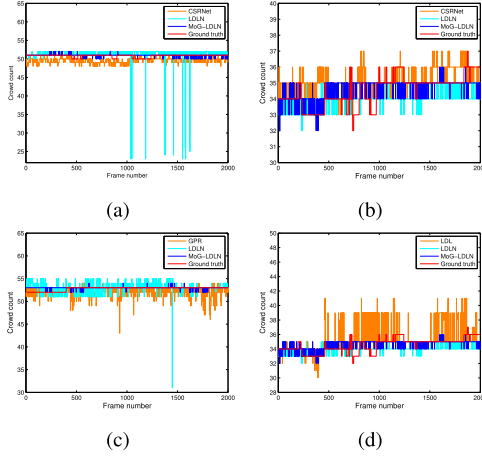 65
60
55
50
45
40
35
30
25
0
500
1000
1500
2000
Crowd count
Frame number
CSRNet
LDLN
MoG-LDLN
Ground truth
(a)
40
39
38
37
36
35
34
33
32
31
30
0
500
1000
1500
2000
Crowd count
Frame number
CSRNet
LDLN
MoG-LDLN
Ground truth
(b)
65
60
55
50
45
40
35
30
0
500
1000
1500
2000
Crowd count
Frame number
GPR
LDLN
MoG-LDLN
Ground truth
(c)
50
48
46
44
42
40
38
36
34
32
30
28
0
500
1000
1500
2000
Crowd count
Frame number
LDL
LDLN
MoG-LDLN
Ground truth
(d)